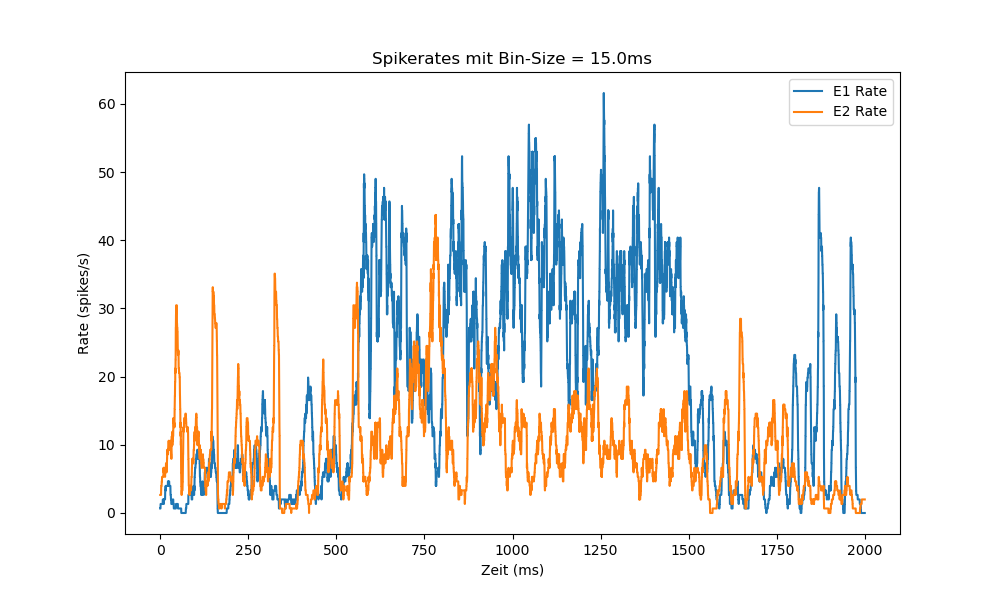 Spikerates mit Bin-Size = 15.0ms
E1 Rate
E2 Rate
Rate (spikes/s)
60
50
40
30
20
10
0
0 250 500 750 1000 1250 1500 1750 2000
Zeit (ms)